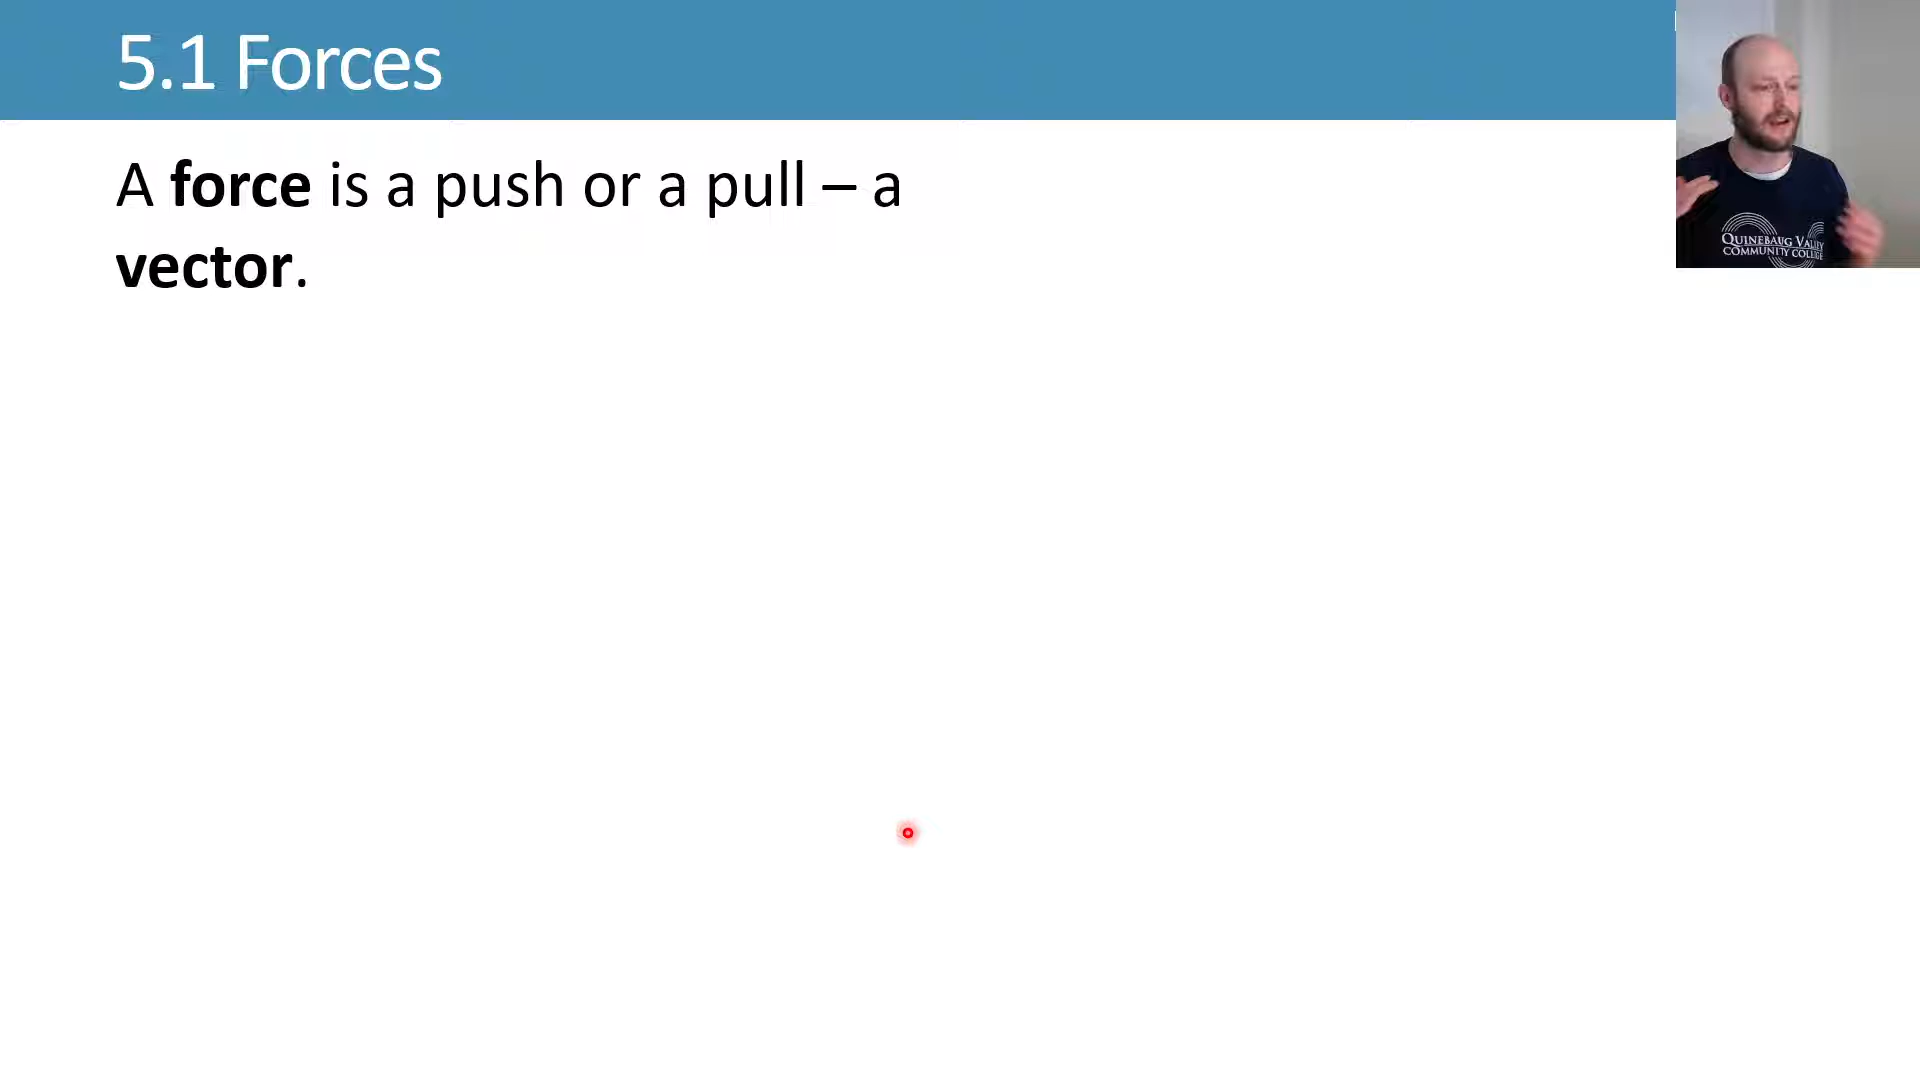 5.1 Forces
A force is a push or a pull – a
vector.
QUINEBAUG VALLEY
COMMUNITY COLLEGE